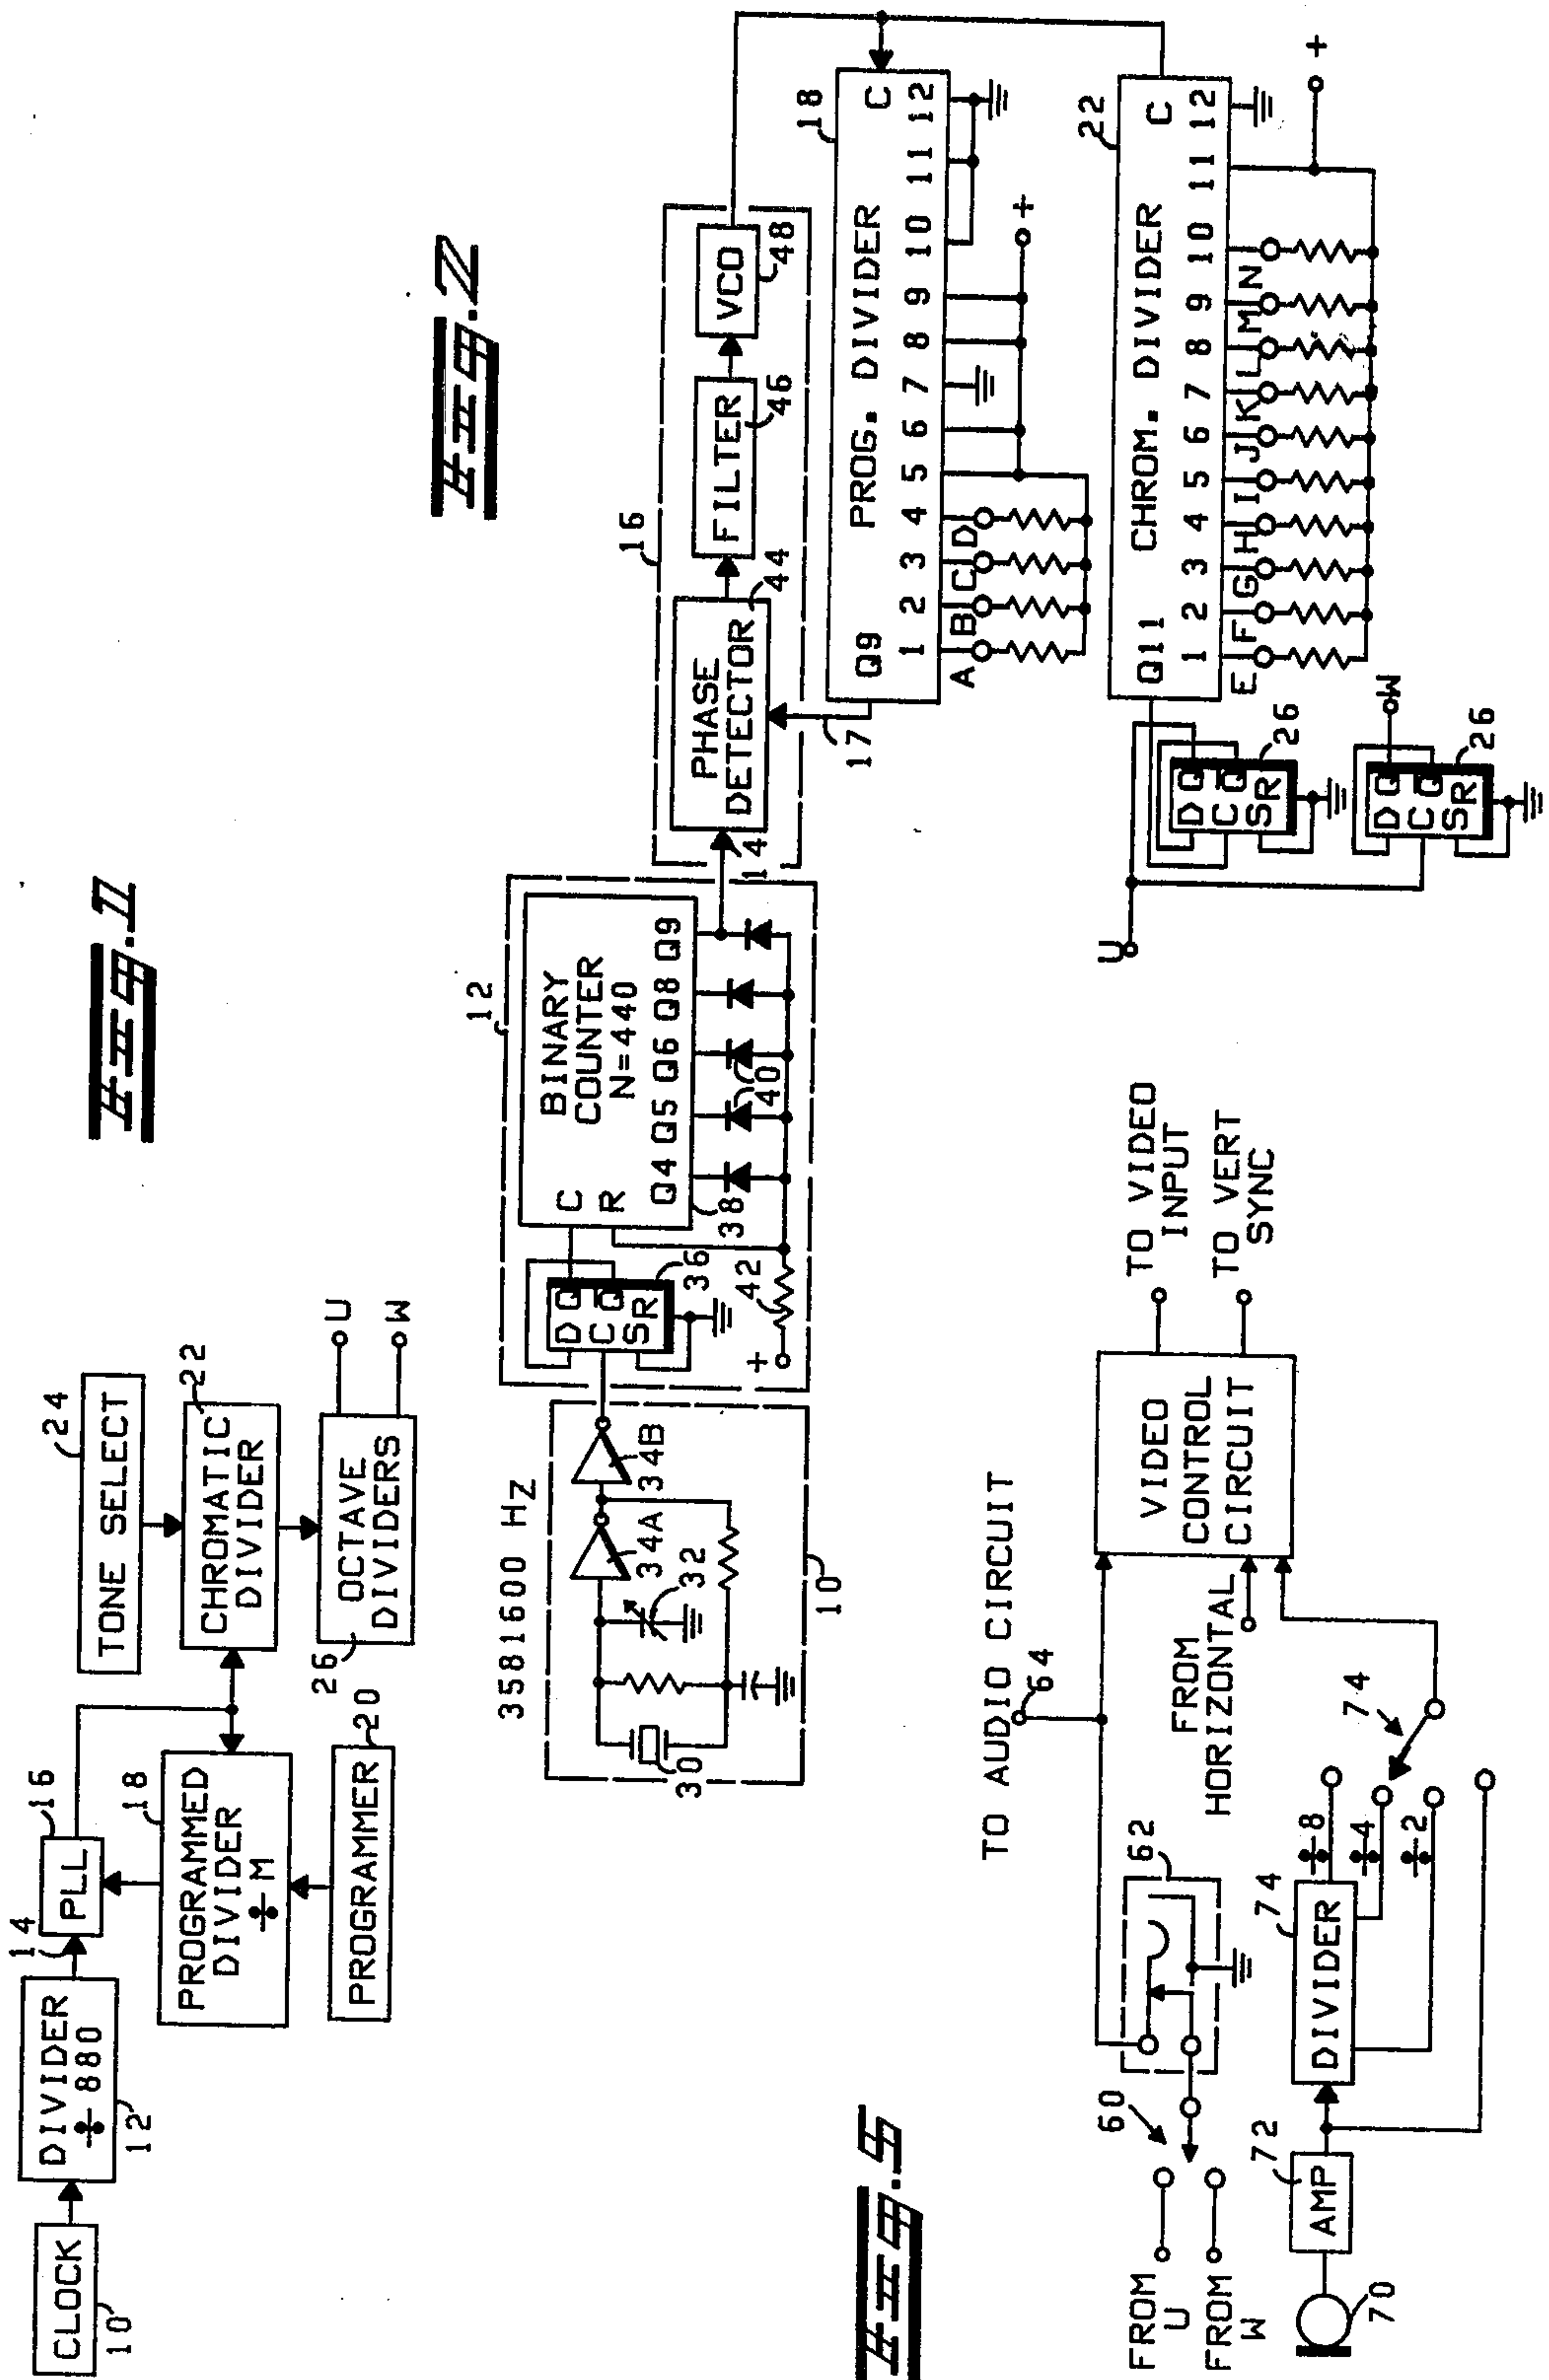 Fig. 1
CLOCK
10
DIVIDER
÷ 880
12
14
PLL
16
PROGRAMMED
DIVIDER
÷ M
18
PROGRAMMER
20
TONE SELECT
24
CHROMATIC
DIVIDER
22
OCTAVE
DIVIDERS
26
U
W
Fig. 2
3581600 Hz
30
32
34A
34B
10
12
D Q
C Q
S R
36
C
R
BINARY
COUNTER
N=440
Q4 Q5 Q6 Q8 Q9
38
40
42
+
14
16
PHASE
DETECTOR
44
FILTER
46
VCO
48
17
18
Q9 PROG. DIVIDER C
1 2 3 4 5 6 7 8 9 10 11 12
A B C D
+
22
Q11 CHROM. DIVIDER C
1 2 3 4 5 6 7 8 9 10 11 12
E F G H I J K L M N
+
U
D Q
C Q
S R
26
W
D Q
C Q
S R
26
Fig. 5
FROM
U
FROM
W
60
62
TO AUDIO CIRCUIT
64
FROM
HORIZONTAL
VIDEO
CONTROL
CIRCUIT
TO VIDEO
INPUT
TO VERT
SYNC
70
AMP
72
DIVIDER
74
÷8
÷4
÷2
74